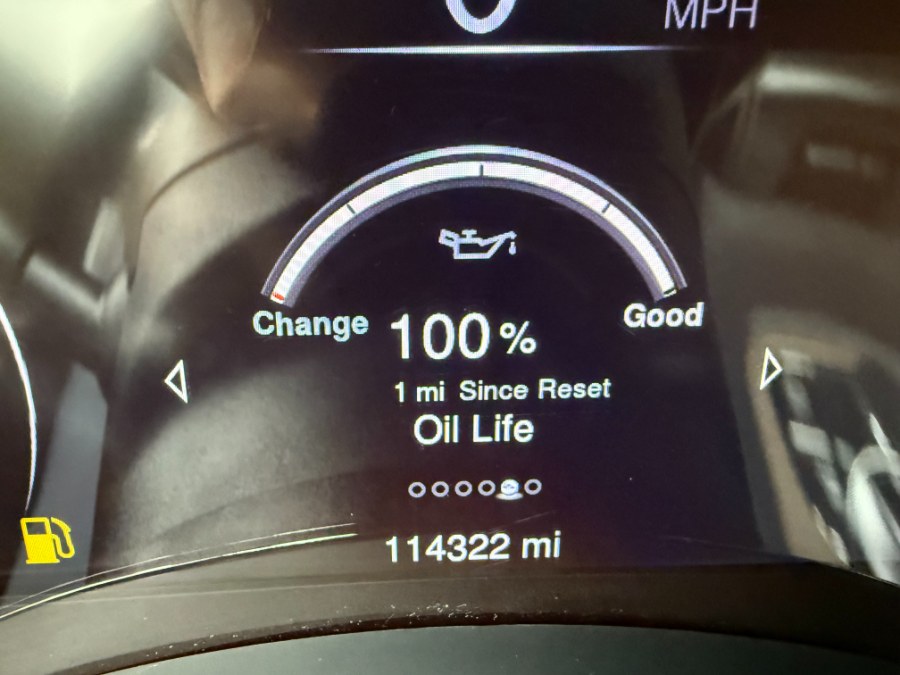 MPH
Change
Good
100%
1 mi Since Reset
Oil Life
114322 mi